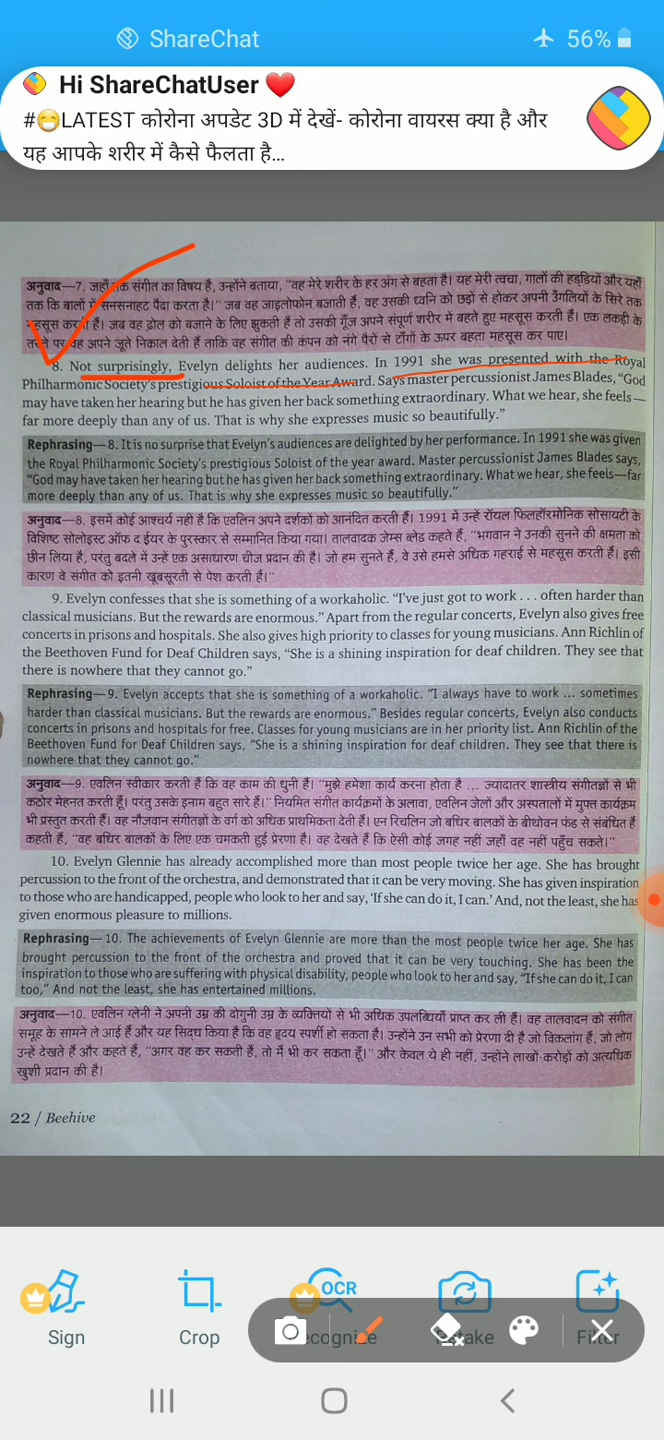 ShareChat
56%
Hi ShareChatUser ❤️
#😷LATEST कोरोना अपडेट 3D में देखें- कोरोना वायरस क्या है और
यह आपके शरीर में कैसे फैलता है...
अनुवाद—7. जहाँ तक संगीत का विषय है, उन्होंने बताया, "वह मेरे शरीर के हर अंग से बहता है। यह मेरी त्वचा, गालों की हड्डियों और यहाँ
तक कि बालों में सनसनाहट पैदा करता है।" जब वह जाइलोफोन बजाती हैं, वह उसकी ध्वनि को छड़ों से होकर अपनी उँगलियों के सिरे तक
महसूस करती हैं। जब वह ढ़ोल को बजाने के लिए झुकती हैं तो उसकी गूँज अपने संपूर्ण शरीर में बहते हुए महसूस करती हैं। एक लकड़ी के
तख्ते पर वह अपने जूते निकाल देती हैं ताकि वह संगीत की कंपन को नंगे पैरों से टाँगों के ऊपर बहता महसूस कर पाए।
8. Not surprisingly, Evelyn delights her audiences. In 1991 she was presented with the Royal
Philharmonic Society's prestigious Soloist of the Year Award. Says master percussionist James Blades, "God
may have taken her hearing but he has given her back something extraordinary. What we hear, she feels —
far more deeply than any of us. That is why she expresses music so beautifully."
Rephrasing—8. It is no surprise that Evelyn's audiences are delighted by her performance. In 1991 she was given
the Royal Philharmonic Society's prestigious Soloist of the year award. Master percussionist James Blades says,
"God may have taken her hearing but he has given her back something extraordinary. What we hear, she feels—far
more deeply than any of us. That is why she expresses music so beautifully."
अनुवाद—8. इसमें कोई आश्चर्य नहीं है कि एवलिन अपने दर्शकों को आनंदित करती हैं। 1991 में उन्हें रॉयल फिलहॉरमोनिक सोसायटी के
विशिष्ट सोलोइस्ट ऑफ द ईयर के पुरस्कार से सम्मानित किया गया। तालवादक जेम्स ब्लेड कहते हैं, "भगवान ने उनकी सुनने की क्षमता को
छीन लिया है, परंतु बदले में उन्हें एक असाधारण चीज प्रदान की है। जो हम सुनते हैं, वे उसे हमसे अधिक गहराई से महसूस करती हैं। इसी
कारण वे संगीत को इतनी खूबसूरती से पेश करती हैं।"
9. Evelyn confesses that she is something of a workaholic. "I've just got to work . . . often harder than
classical musicians. But the rewards are enormous." Apart from the regular concerts, Evelyn also gives free
concerts in prisons and hospitals. She also gives high priority to classes for young musicians. Ann Richlin of
the Beethoven Fund for Deaf Children says, "She is a shining inspiration for deaf children. They see that
there is nowhere that they cannot go."
Rephrasing—9. Evelyn accepts that she is something of a workaholic. "I always have to work ... sometimes
harder than classical musicians. But the rewards are enormous." Besides regular concerts, Evelyn also conducts
concerts in prisons and hospitals for free. Classes for young musicians are in her priority list. Ann Richlin of the
Beethoven Fund for Deaf Children says, "She is a shining inspiration for deaf children. They see that there is
nowhere that they cannot go."
अनुवाद—9. एवलिन स्वीकार करती हैं कि वह काम की धुनी हैं। "मुझे हमेशा कार्य करना होता है ... ज्यादातर शास्त्रीय संगीतज्ञों से भी
कठोर मेहनत करती हूँ। परंतु उसके इनाम बहुत सारे हैं।" नियमित संगीत कार्यक्रमों के अलावा, एवलिन जेलों और अस्पतालों में मुफ्त कार्यक्रम
भी प्रस्तुत करती हैं। वह नौजवान संगीतज्ञों के वर्ग को अधिक प्राथमिकता देती हैं। एन रिचलिन जो बधिर बालकों के बीथोवन फंड से संबंधित हैं
कहती हैं, "वह बधिर बालकों के लिए एक चमकती हुई प्रेरणा है। वह देखते हैं कि ऐसी कोई जगह नहीं जहाँ वह नहीं पहुँच सकते।"
10. Evelyn Glennie has already accomplished more than most people twice her age. She has brought
percussion to the front of the orchestra, and demonstrated that it can be very moving. She has given inspiration
to those who are handicapped, people who look to her and say, 'If she can do it, I can.' And, not the least, she has
given enormous pleasure to millions.
Rephrasing—10. The achievements of Evelyn Glennie are more than the most people twice her age. She has
brought percussion to the front of the orchestra and proved that it can be very touching. She has been the
inspiration to those who are suffering with physical disability, people who look to her and say, "If she can do it, I can
too," And not the least, she has entertained millions.
अनुवाद—10. एवलिन ग्लेनी ने अपनी उम्र की दोगुनी उम्र के व्यक्तियों से भी अधिक उपलब्धियाँ प्राप्त कर ली हैं। वह तालवादन को संगीत
समूह के सामने ले आई हैं और यह सिद्ध किया है कि वह हृदय स्पर्शी हो सकता है। उन्होंने उन सभी को प्रेरणा दी है जो विकलांग हैं, जो लोग
उन्हें देखते हैं और कहते हैं, "अगर वह कर सकती हैं, तो मैं भी कर सकता हूँ।" और केवल ये ही नहीं, उन्होंने लाखों-करोड़ों को अत्यधिक
खुशी प्रदान की है।
22 / Beehive
OCR
Sign Crop Filter